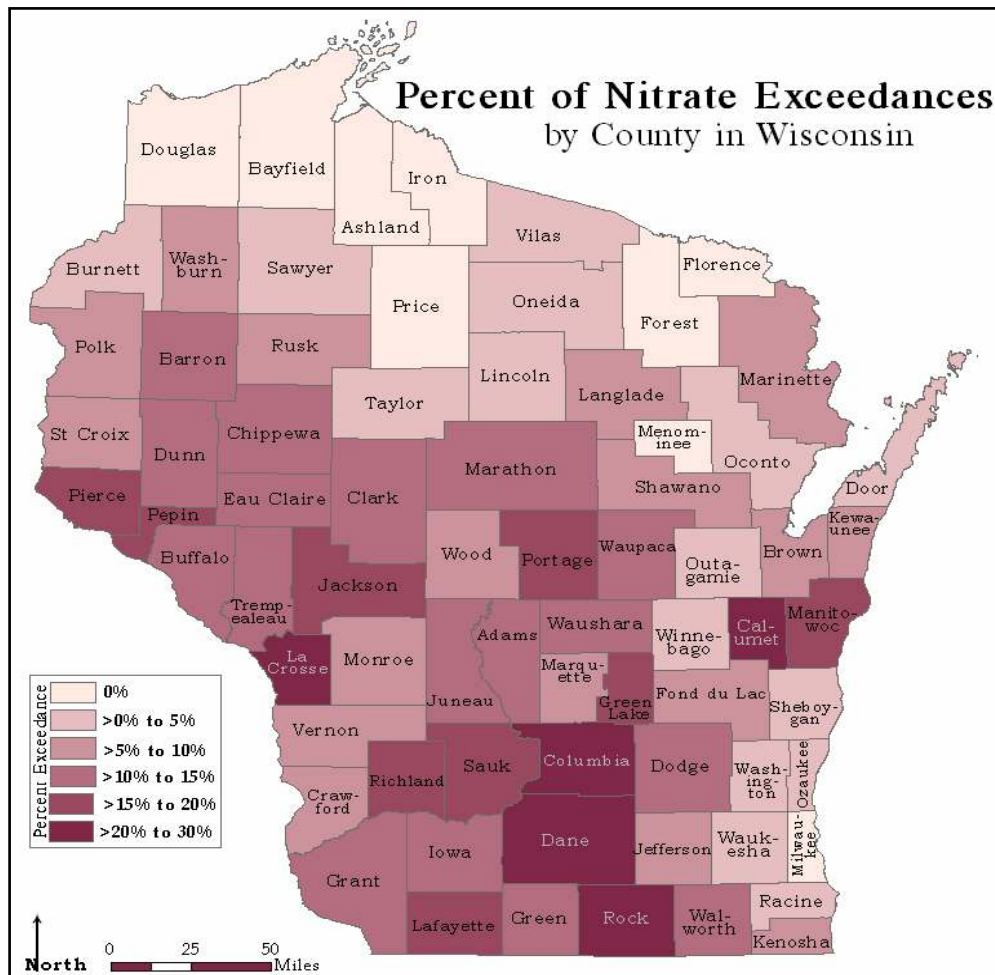 Percent of Nitrate Exceedances
by County in Wisconsin
Douglas
Bayfield
Iron
Ashland
Vilas
Florence
Burnett
Wash-
burn
Sawyer
Price
Oneida
Forest
Polk
Barron
Rusk
Lincoln
Marinette
Taylor
Langlade
St Croix
Chippewa
Menom-
inee
Dunn
Marathon
Oconto
Pierce
Eau Claire
Clark
Shawano
Door
Pepin
Kewa-
unee
Buffalo
Wood
Portage
Waupaca
Outa-
gamie
Brown
Jackson
Tremp-
ealeau
Adams
Waushara
Winne-
bago
Cal-
umet
Manito-
woc
La
Crosse
Monroe
Marqu-
ette
Juneau
Green
Lake
Fond du Lac
Sheboy-
gan
Vernon
Richland
Sauk
Columbia
Dodge
Wash-
ing-
ton
Ozaukee
Craw-
ford
Iowa
Dane
Jefferson
Wauk-
esha
Milwau-
kee
Grant
Lafayette
Green
Rock
Wal-
worth
Racine
Kenosha
Percent Exceedance
0%
>0% to 5%
>5% to 10%
>10% to 15%
>15% to 20%
>20% to 30%
North
0 25 50
Miles